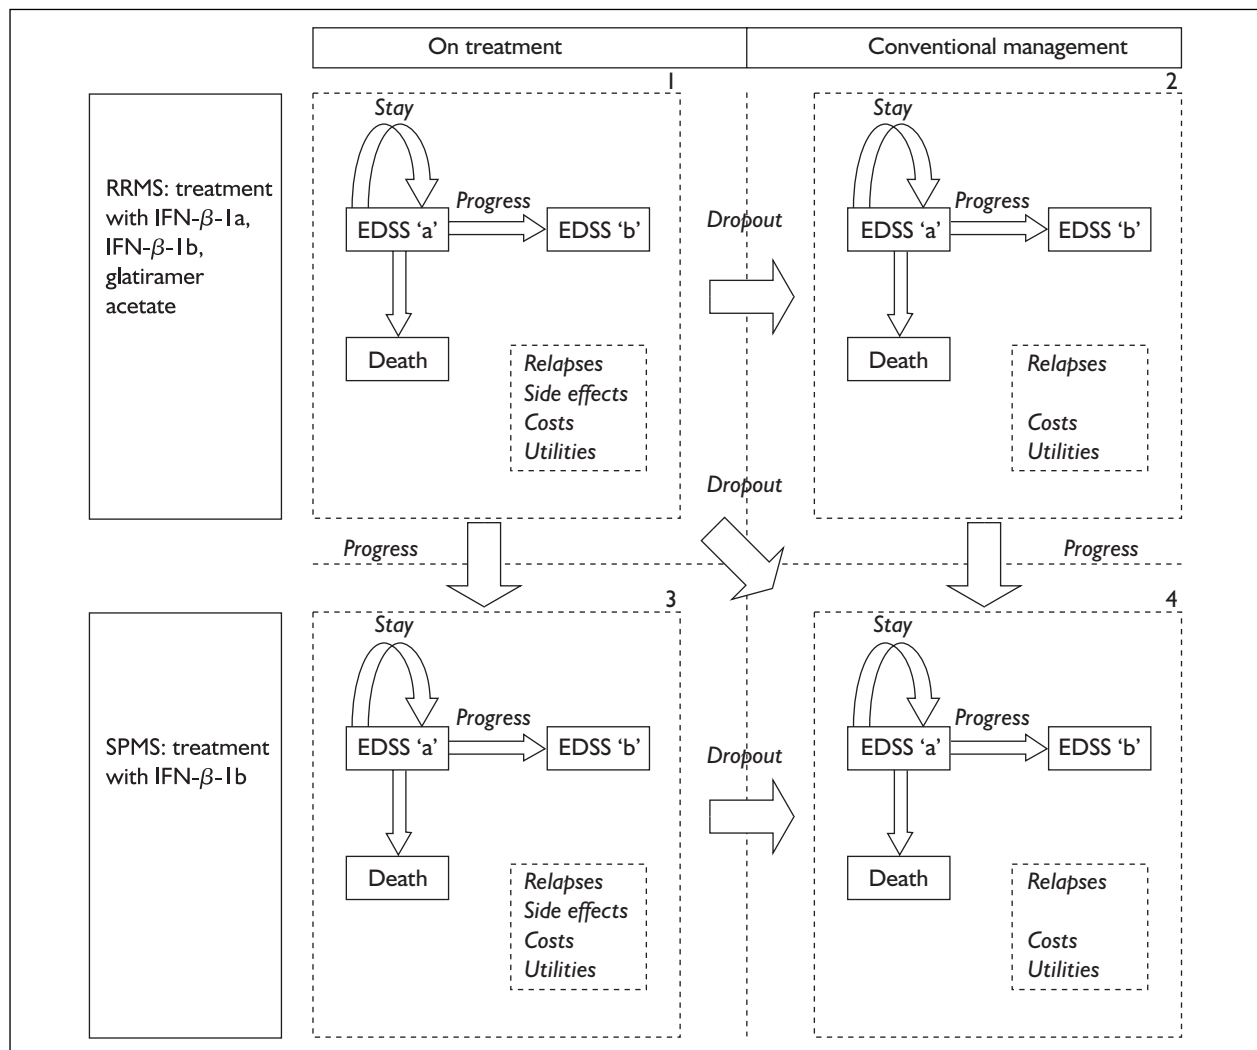 On treatment
Conventional management
1
2
RRMS: treatment
with IFN-β-1a,
IFN-β-1b,
glatiramer
acetate
Stay
Progress
EDSS ‘a’
EDSS ‘b’
Death
Relapses
Side effects
Costs
Utilities
Dropout
Stay
Progress
EDSS ‘a’
EDSS ‘b’
Death
Relapses
Costs
Utilities
Dropout
Progress
Progress
3
4
SPMS: treatment
with IFN-β-1b
Stay
Progress
EDSS ‘a’
EDSS ‘b’
Death
Relapses
Side effects
Costs
Utilities
Dropout
Stay
Progress
EDSS ‘a’
EDSS ‘b’
Death
Relapses
Costs
Utilities